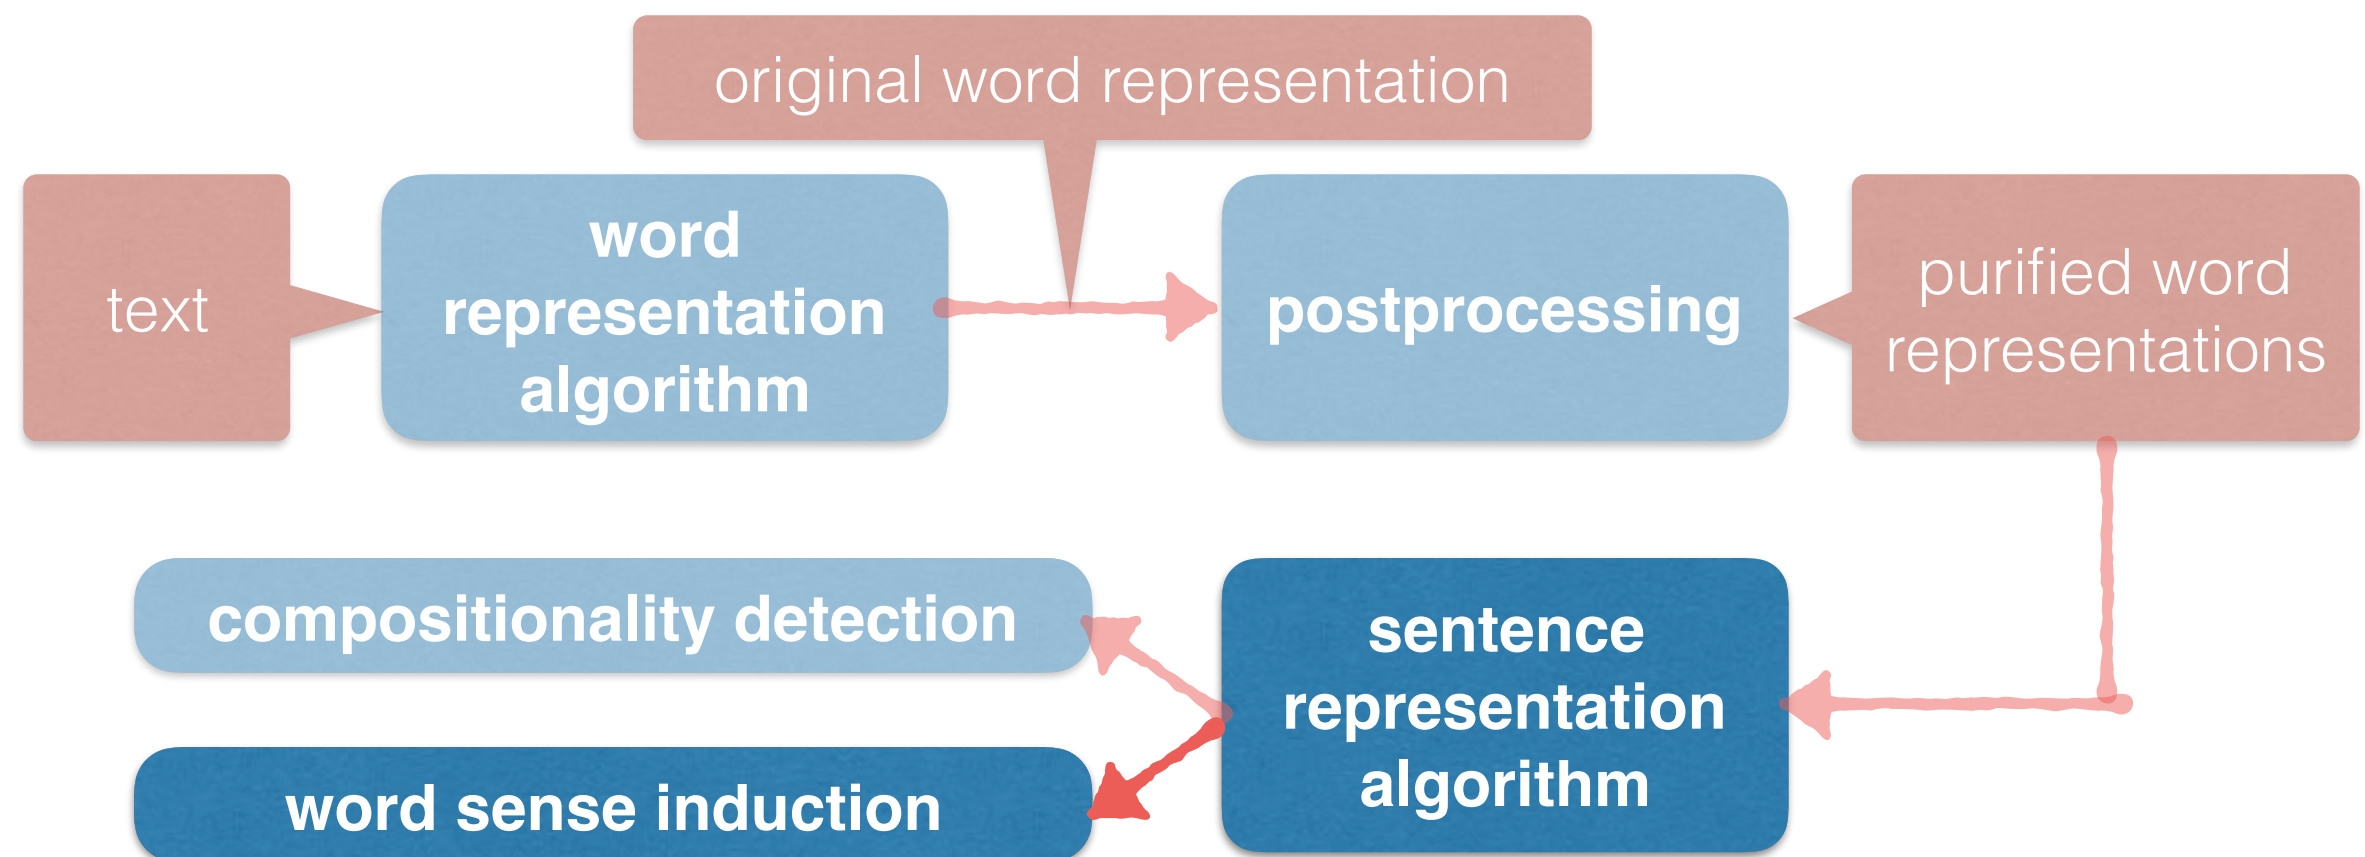 original word representation
text
word
representation
algorithm
postprocessing
purified word
representations
compositionality detection
sentence
representation
algorithm
word sense induction